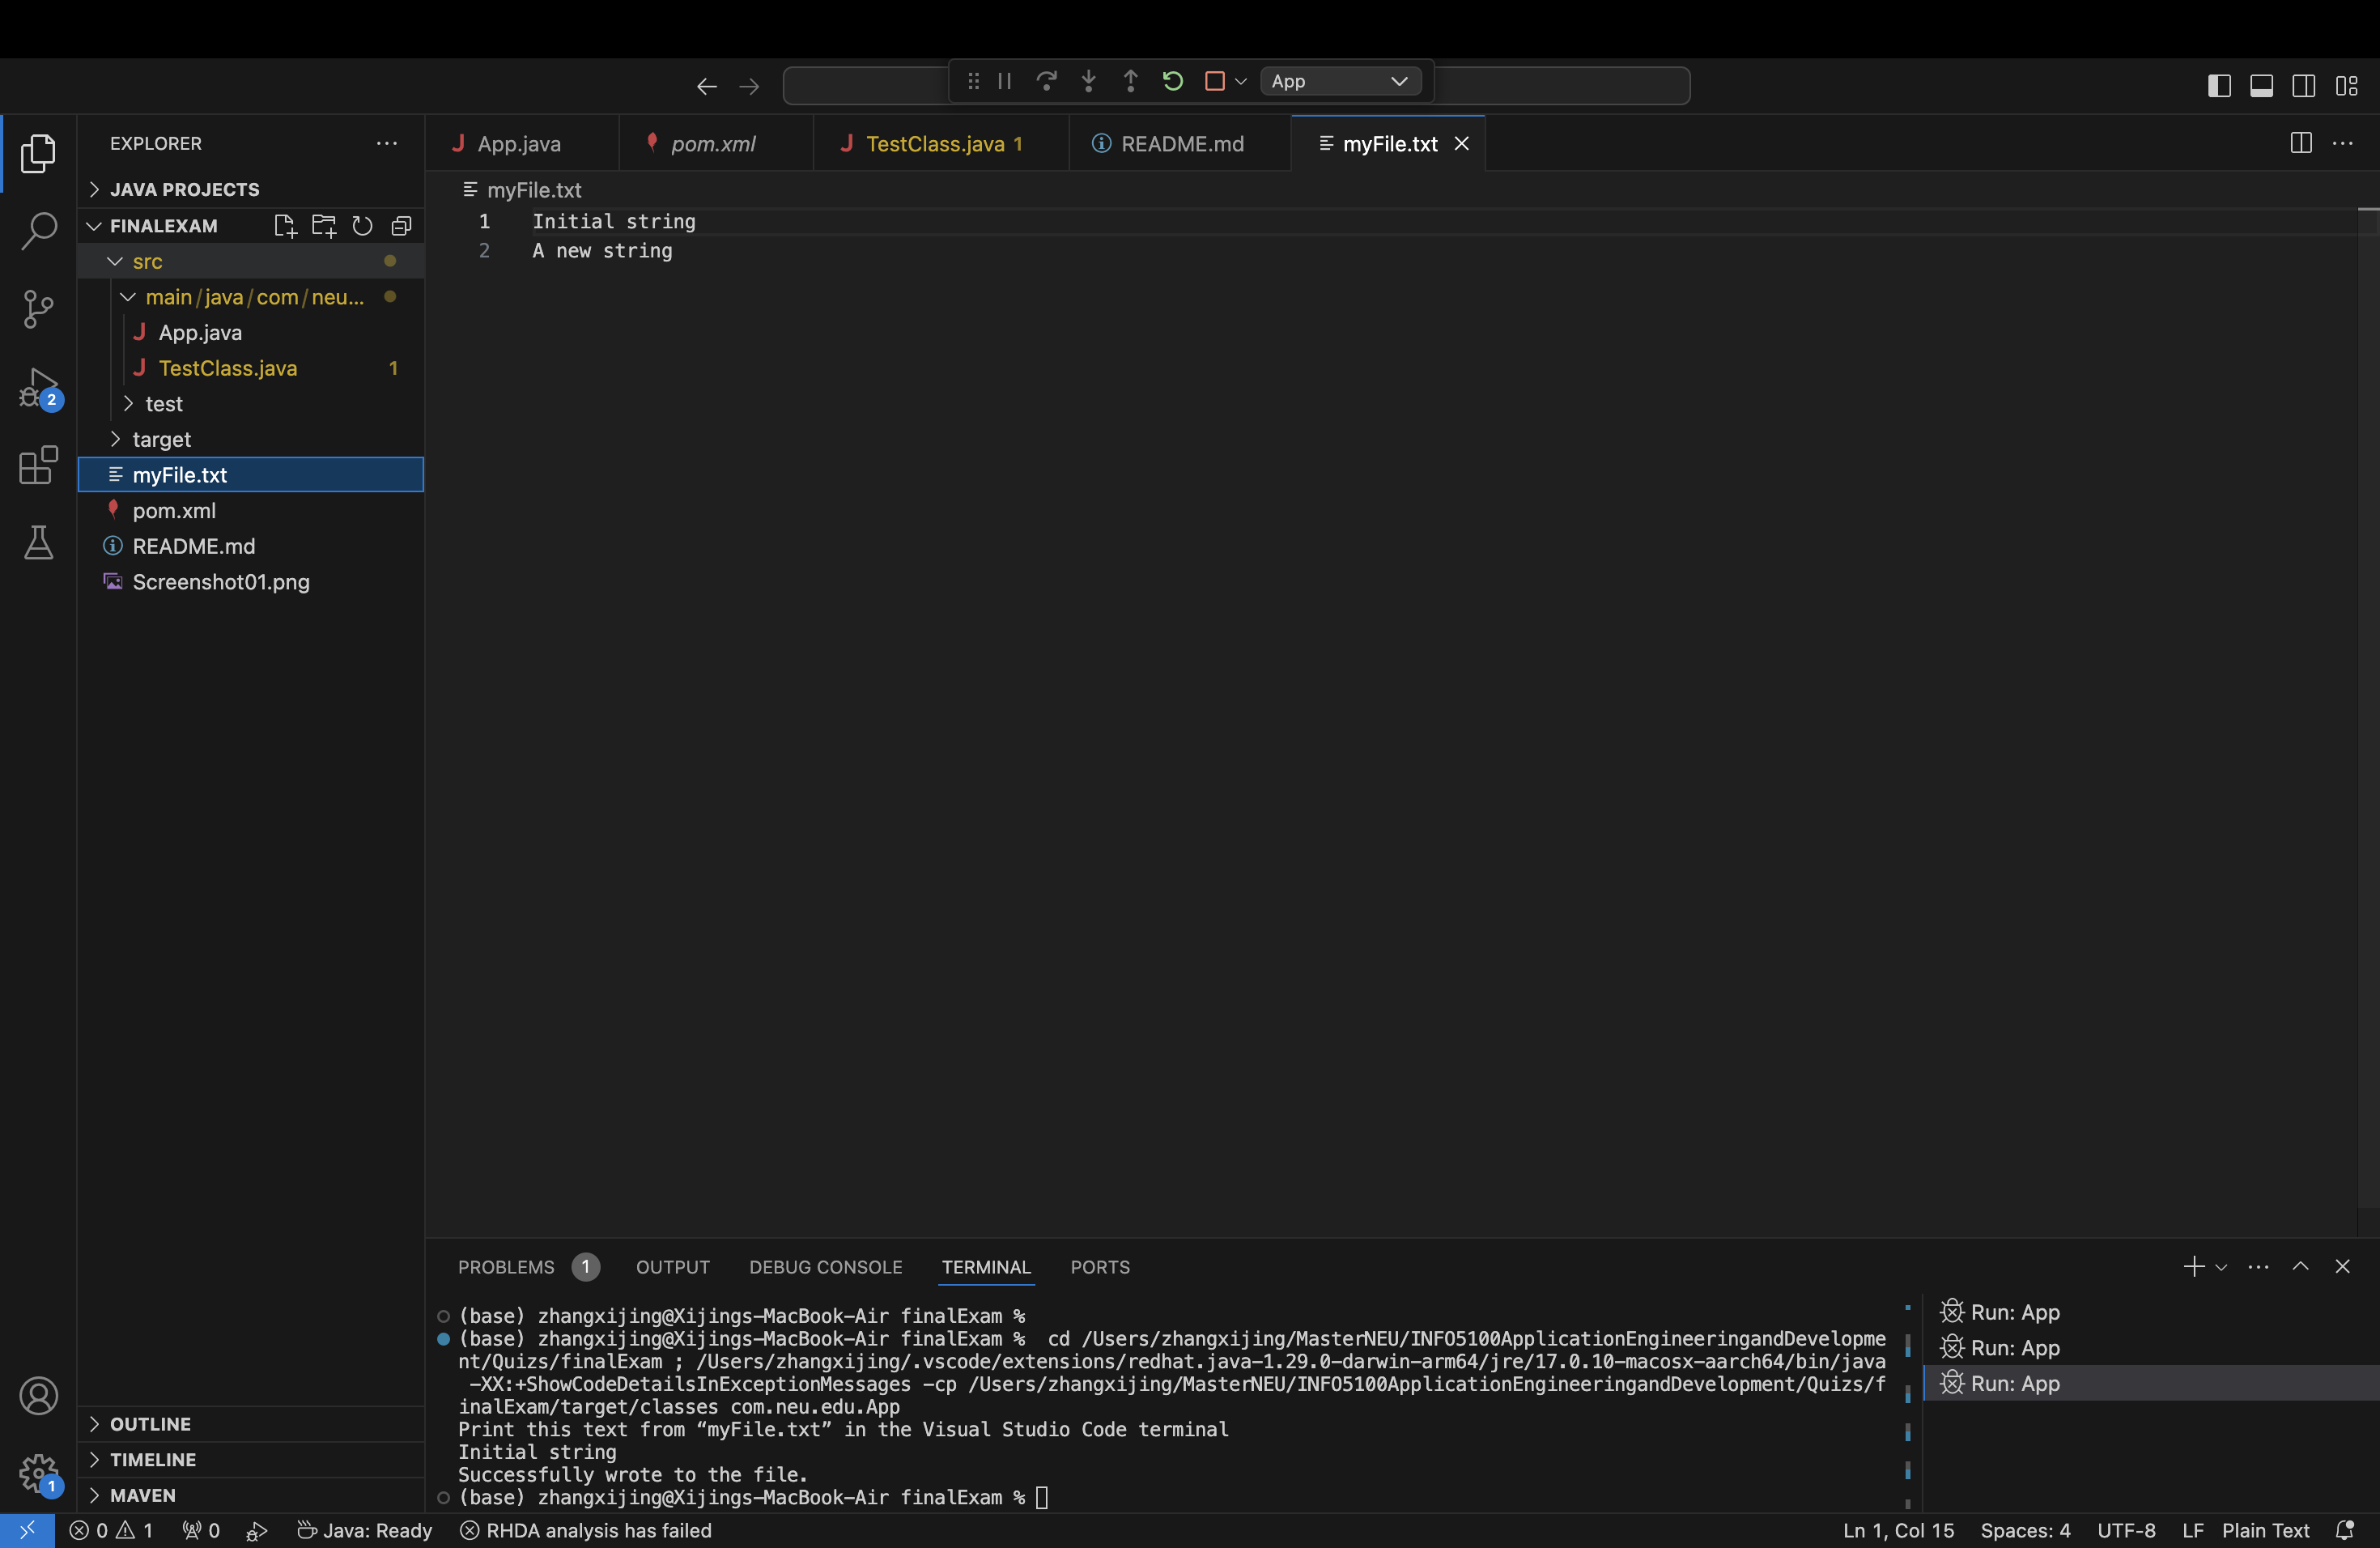 App
EXPLORER
JAVA PROJECTS
FINALEXAM
src
main/java/com/neu...
App.java
TestClass.java 1
test
target
myFile.txt
pom.xml
README.md
Screenshot01.png
OUTLINE
TIMELINE
MAVEN
2
1
App.java
pom.xml
TestClass.java 1
README.md
myFile.txt
myFile.txt
1 Initial string
2 A new string
PROBLEMS 1 OUTPUT DEBUG CONSOLE TERMINAL PORTS
(base) zhangxijing@Xijings-MacBook-Air finalExam %
(base) zhangxijing@Xijings-MacBook-Air finalExam %  cd /Users/zhangxijing/MasterNEU/INFO5100ApplicationEngineeringandDevelopme
nt/Quizs/finalExam ; /Users/zhangxijing/.vscode/extensions/redhat.java-1.29.0-darwin-arm64/jre/17.0.10-macosx-aarch64/bin/java
-XX:+ShowCodeDetailsInExceptionMessages -cp /Users/zhangxijing/MasterNEU/INFO5100ApplicationEngineeringandDevelopment/Quizs/f
inalExam/target/classes com.neu.edu.App
Print this text from “myFile.txt” in the Visual Studio Code terminal
Initial string
Successfully wrote to the file.
(base) zhangxijing@Xijings-MacBook-Air finalExam %
Run: App
Run: App
Run: App
0 1 0 Java: Ready RHDA analysis has failed Ln 1, Col 15 Spaces: 4 UTF-8 LF Plain Text